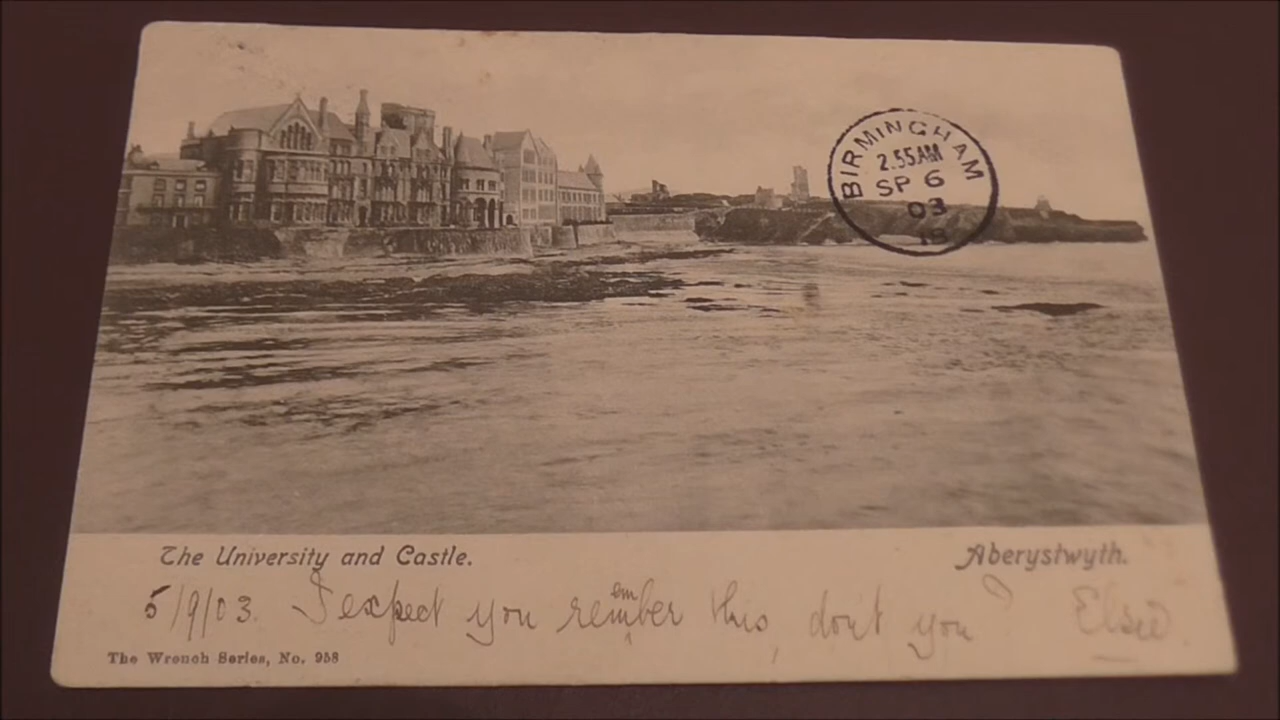 BIRMINGHAM
2.55AM
SP 6
03
The University and Castle.
Aberystwyth.
5/9/03. I expect you remember this, don't you? Elsie
The Wrench Series, No. 958